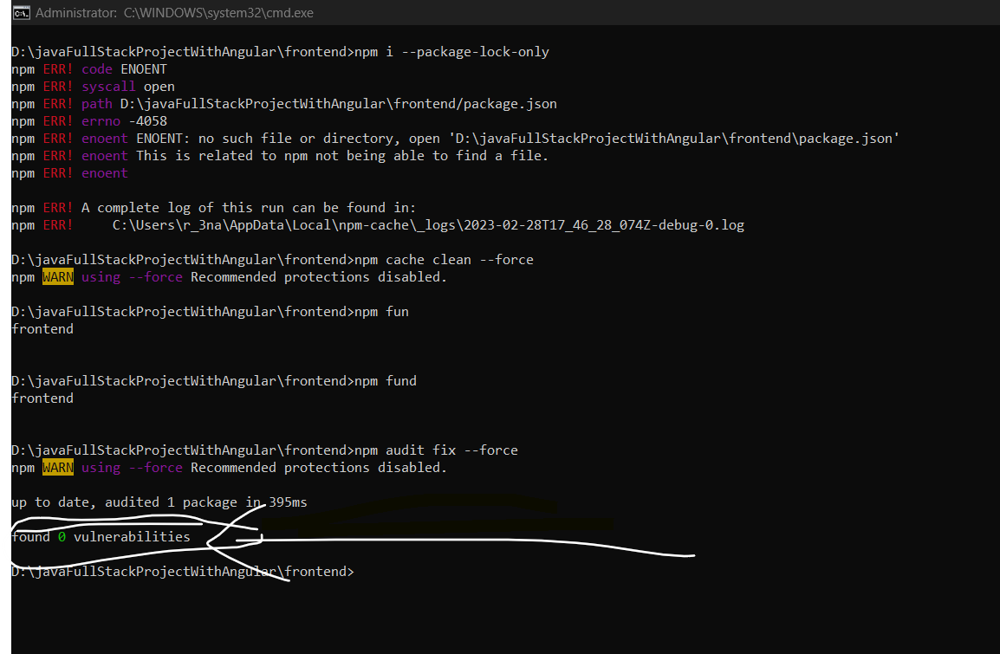 Administrator: C:\WINDOWS\system32\cmd.exe
D:\javaFullStackProjectWithAngular\frontend>npm i --package-lock-only
npm ERR! code ENOENT
npm ERR! syscall open
npm ERR! path D:\javaFullStackProjectWithAngular\frontend/package.json
npm ERR! errno -4058
npm ERR! enoent ENOENT: no such file or directory, open 'D:\javaFullStackProjectWithAngular\frontend\package.json'
npm ERR! enoent This is related to npm not being able to find a file.
npm ERR! enoent
npm ERR! A complete log of this run can be found in:
npm ERR!     C:\Users\r_3na\AppData\Local\npm-cache\_logs\2023-02-28T17_46_28_074Z-debug-0.log
D:\javaFullStackProjectWithAngular\frontend>npm cache clean --force
npm WARN using --force Recommended protections disabled.
D:\javaFullStackProjectWithAngular\frontend>npm fun
frontend
D:\javaFullStackProjectWithAngular\frontend>npm fund
frontend
D:\javaFullStackProjectWithAngular\frontend>npm audit fix --force
npm WARN using --force Recommended protections disabled.
up to date, audited 1 package in 395ms
found 0 vulnerabilities
D:\javaFullStackProjectWithAngular\frontend>